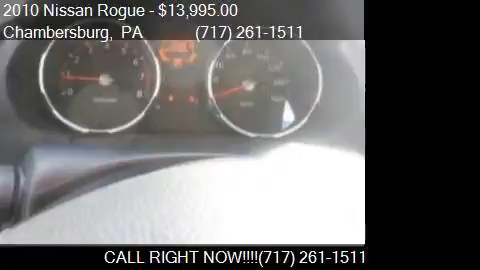 2010 Nissan Rogue - $13,995.00
Chambersburg, PA (717) 261-1511
CALL RIGHT NOW!!!!(717) 261-1511